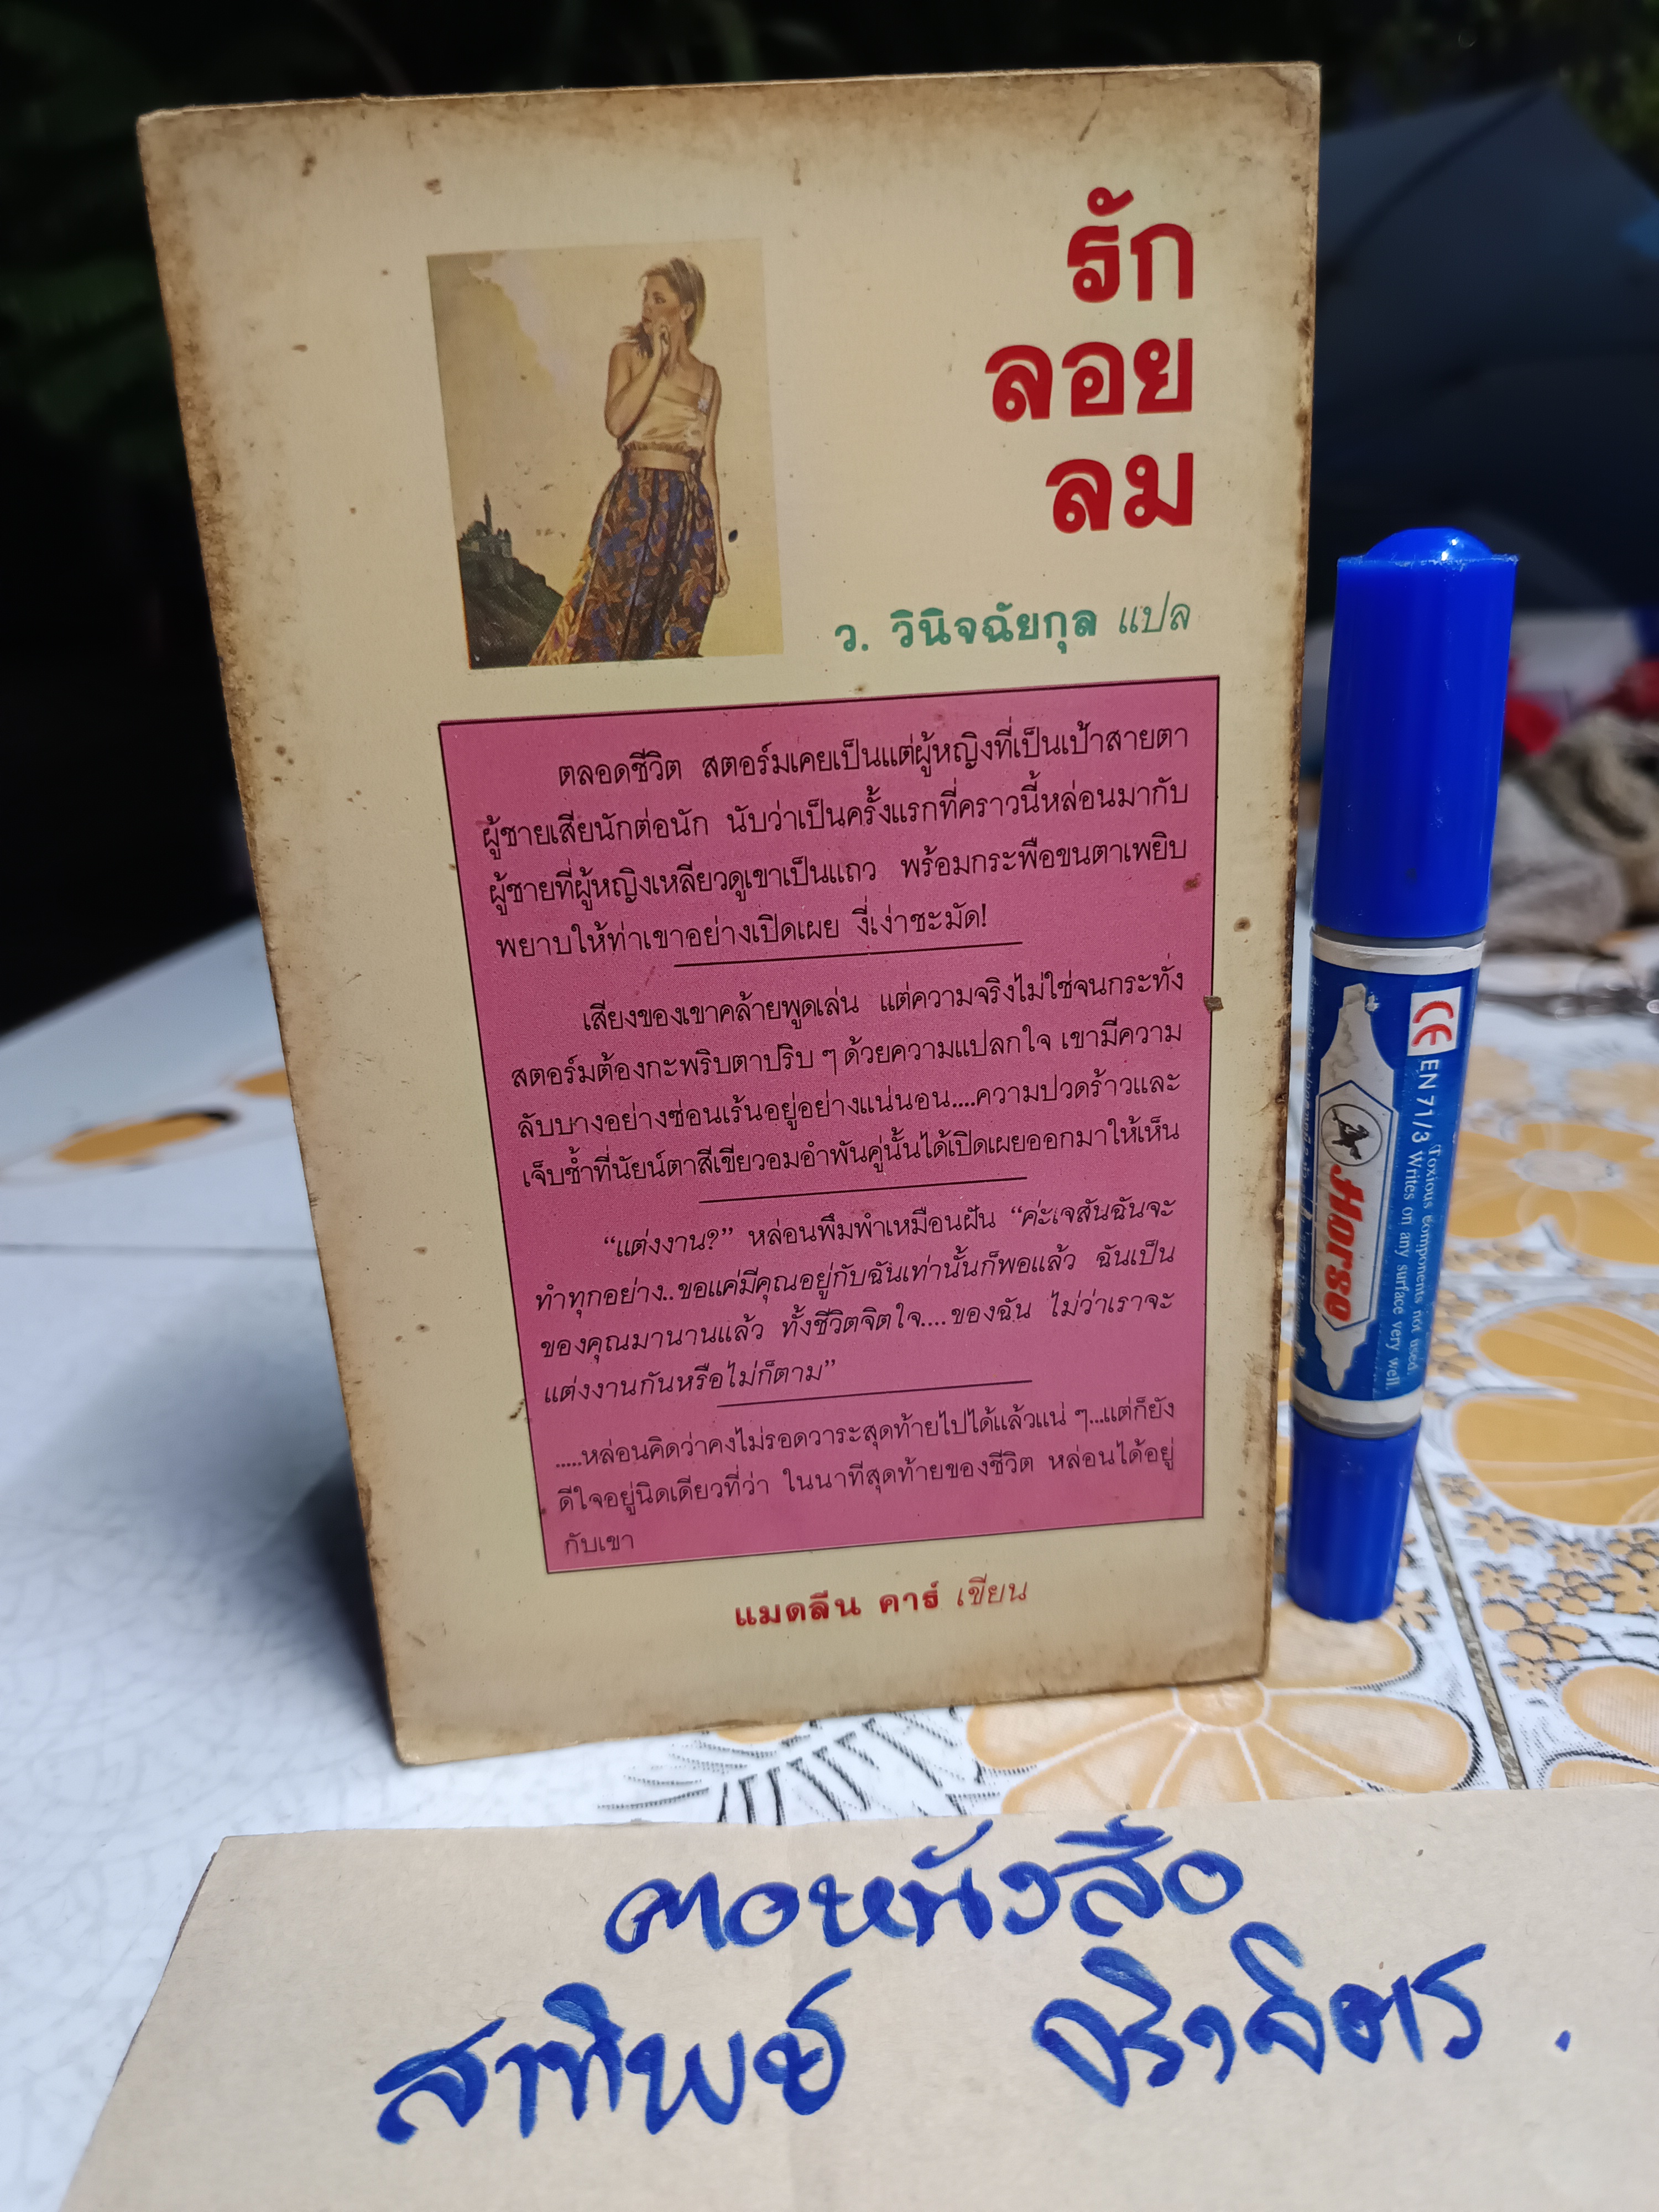 รัก
ลอย
ลม
ว. วินิจฉัยกุล แปล
ตลอดชีวิต สตอร์มเคยเป็นแต่ผู้หญิงที่เป็นเป้าสายตา
ผู้ชายเสียนักต่อนัก นับว่าเป็นครั้งแรกที่คราวนี้หล่อนมากับ
ผู้ชายที่ผู้หญิงเหลียวดูเขาเป็นแถว พร้อมกระพือขนตาเพยิบ
พยาบให้ท่าเขาอย่างเปิดเผย งี่เง่าชะมัด!
เสียงของเขาคล้ายพูดเล่น แต่ความจริงไม่ใช่จนกระทั่ง
สตอร์มต้องกะพริบตาปริบ ๆ ด้วยความแปลกใจ เขามีความ
ลับบางอย่างซ่อนเร้นอยู่อย่างแน่นอน....ความปวดร้าวและ
เจ็บช้ำที่นัยน์ตาสีเขียวอมอำพันคู่นั้นได้เปิดเผยออกมาให้เห็น
“แต่งงาน?” หล่อนพึมพำเหมือนฝัน “ค่ะเจสันฉันจะ
ทำทุกอย่าง..ขอแค่มีคุณอยู่กับฉันเท่านั้นก็พอแล้ว ฉันเป็น
ของคุณมานานแล้ว ทั้งชีวิตจิตใจ....ของฉัน ไม่ว่าเราจะ
แต่งงานกันหรือไม่ก็ตาม”
.....หล่อนคิดว่าคงไม่รอดวาระสุดท้ายไปได้แล้วแน่ ๆ...แต่ก็ยัง
ดีใจอยู่นิดเดียวที่ว่า ในนาทีสุดท้ายของชีวิต หล่อนได้อยู่
กับเขา
แมดลีน คาร์ เขียน
CE EN 71/3 Writes on any surface very well.
Toxious components not used.
Horse
คอหนังสือ
สาทิพย์ จริงจิตร.